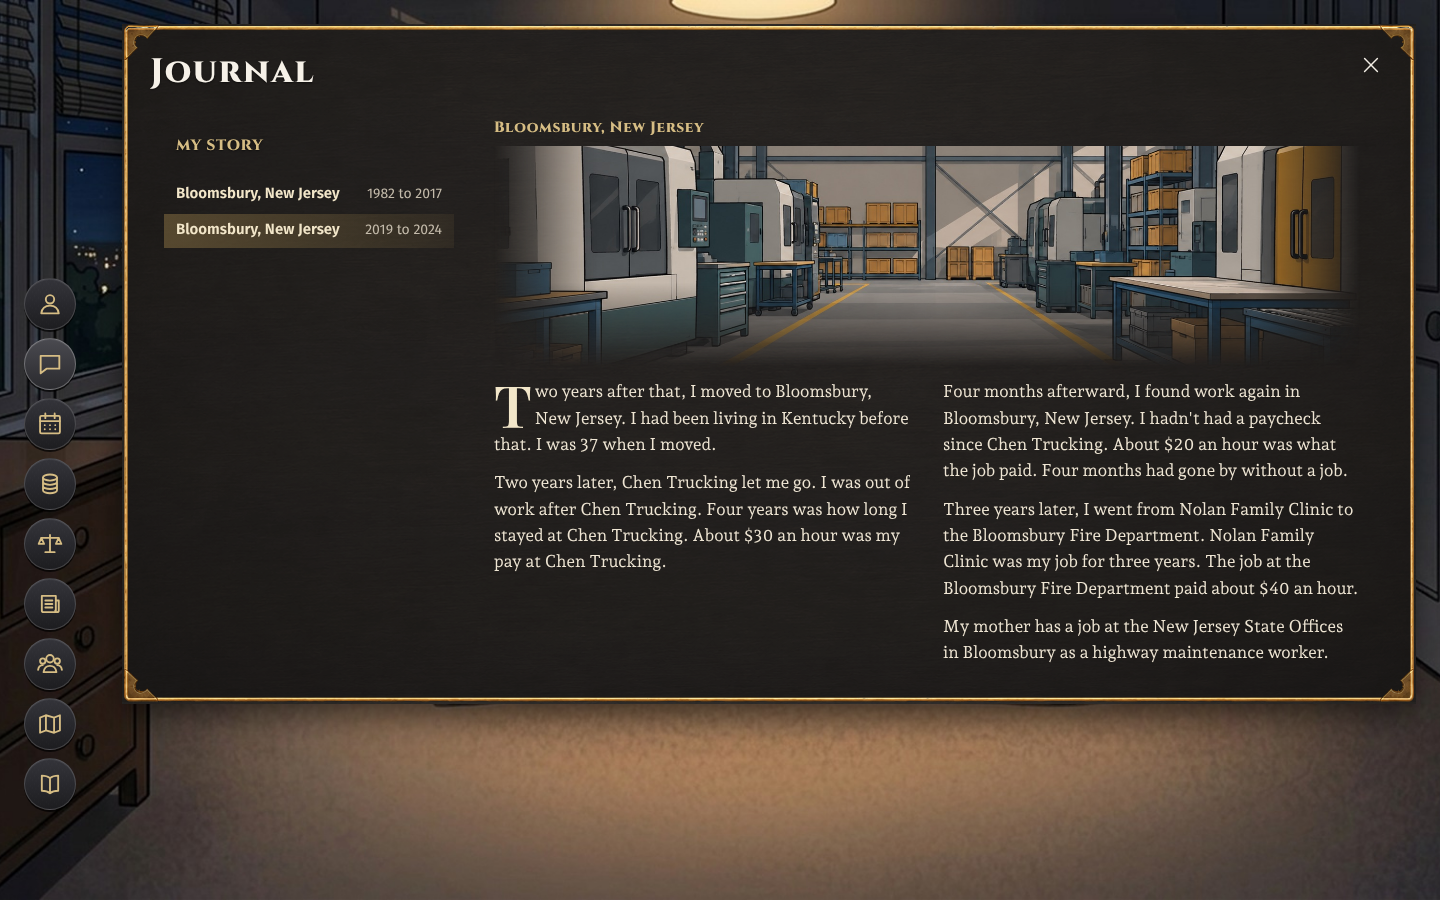 Journal
MY STORY
Bloomsbury, New Jersey 1982 to 2017
Bloomsbury, New Jersey 2019 to 2024
Bloomsbury, New Jersey
Two years after that, I moved to Bloomsbury,
New Jersey. I had been living in Kentucky before
that. I was 37 when I moved.
Two years later, Chen Trucking let me go. I was out of
work after Chen Trucking. Four years was how long I
stayed at Chen Trucking. About $30 an hour was my
pay at Chen Trucking.
Four months afterward, I found work again in
Bloomsbury, New Jersey. I hadn't had a paycheck
since Chen Trucking. About $20 an hour was what
the job paid. Four months had gone by without a job.
Three years later, I went from Nolan Family Clinic to
the Bloomsbury Fire Department. Nolan Family
Clinic was my job for three years. The job at the
Bloomsbury Fire Department paid about $40 an hour.
My mother has a job at the New Jersey State Offices
in Bloomsbury as a highway maintenance worker.